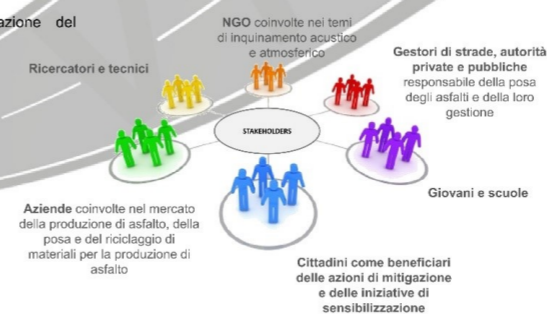 azione del
NGO coinvolte nei temi
di inquinamento acustico
e atmosferico
Ricercatori e tecnici
Gestori di strade, autorità
private e pubbliche
responsabile della posa
degli asfalti e della loro
gestione
STAKEHOLDERS
Giovani e scuole
Aziende coinvolte nel mercato
della produzione di asfalto, della
posa e del riciclaggio di
materiali per la produzione di
asfalto
Cittadini come beneficiari
delle azioni di mitigazione
e delle iniziative di
sensibilizzazione